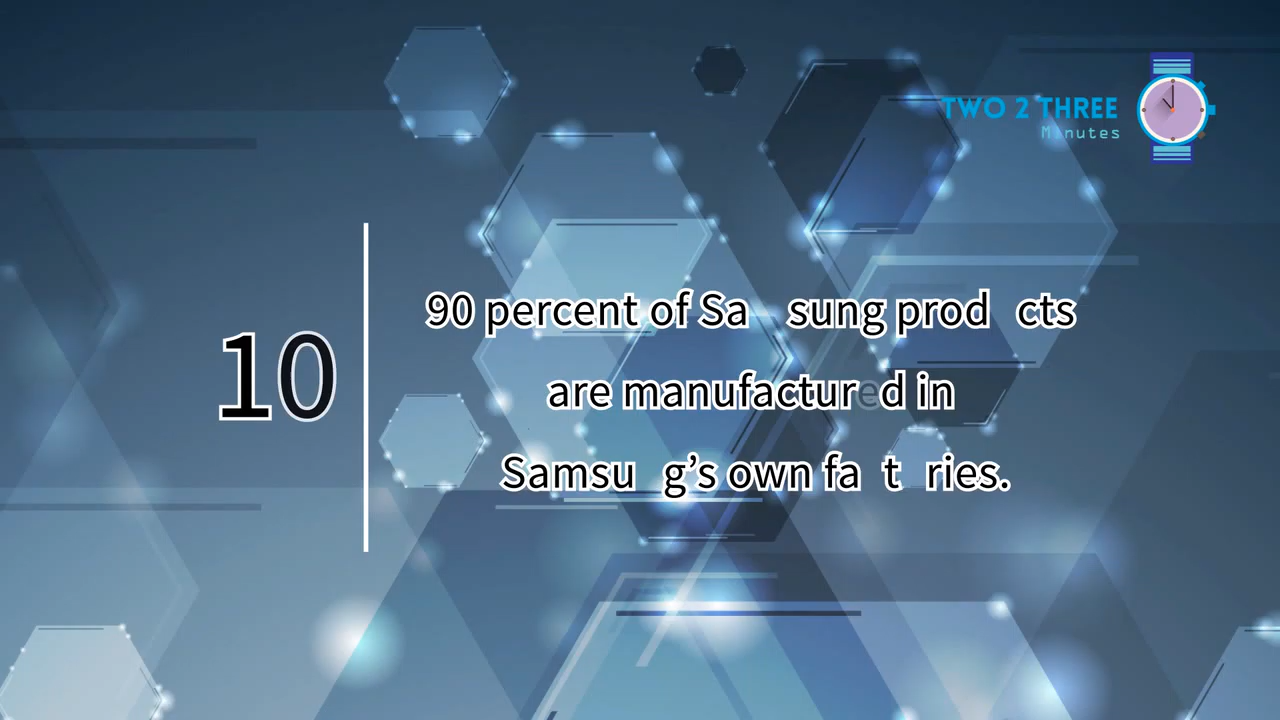 TWO 2 THREE
Minutes
10
90 percent of Sa sung prod cts
are manufactured in
Samsu g’s own fa t ries.